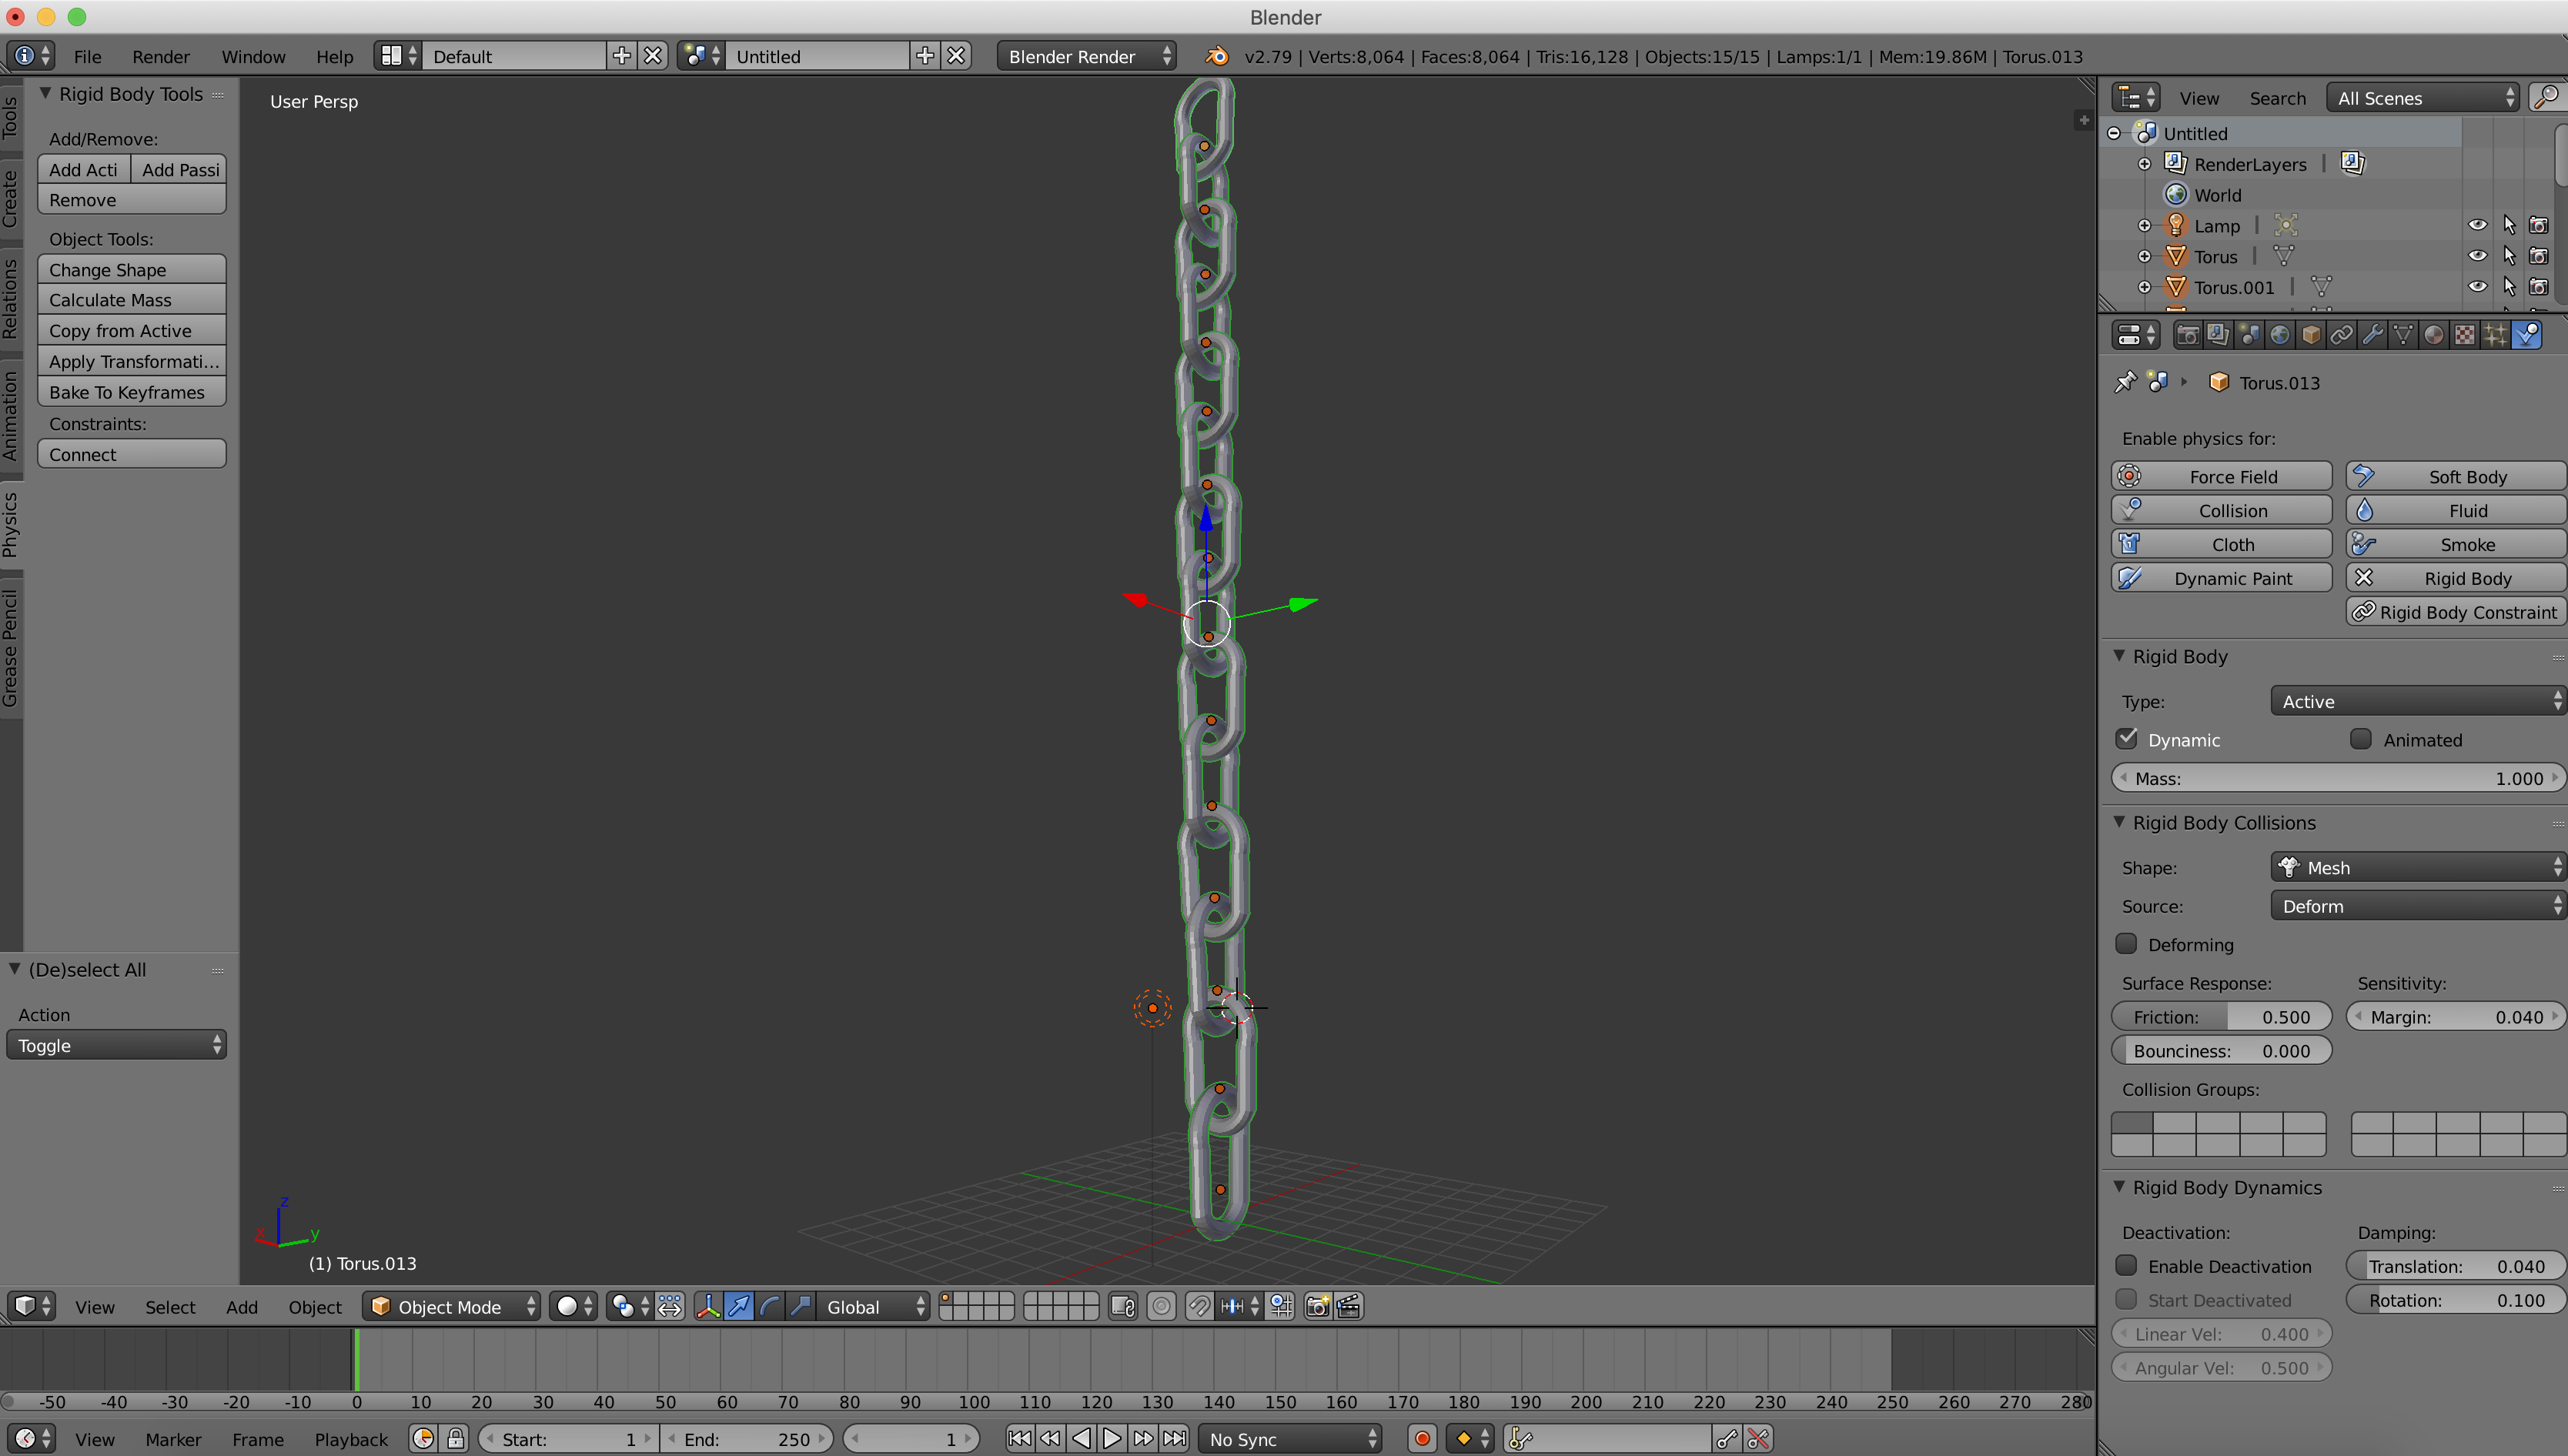 Blender
File Render Window Help Default Untitled Blender Render v2.79 | Verts:8,064 | Faces:8,064 | Tris:16,128 | Objects:15/15 | Lamps:1/1 | Mem:19.86M | Torus.013
Tools
Create
Relations
Animation
Physics
Grease Pencil
Rigid Body Tools
Add/Remove:
Add Acti Add Passi
Remove
Object Tools:
Change Shape
Calculate Mass
Copy from Active
Apply Transformati...
Bake To Keyframes
Constraints:
Connect
(De)select All
Action
Toggle
User Persp
z
x y
(1) Torus.013
View Select Add Object Object Mode Global
-50 -40 -30 -20 -10 0 10 20 30 40 50 60 70 80 90 100 110 120 130 140 150 160 170 180 190 200 210 220 230 240 250 260 270 280
View Marker Frame Playback Start: 1 End: 250 1 No Sync
View Search All Scenes
Untitled
RenderLayers |
World
Lamp |
Torus |
Torus.001 |
Torus.013
Enable physics for:
Force Field Soft Body
Collision Fluid
Cloth Smoke
Dynamic Paint Rigid Body
Rigid Body Constraint
Rigid Body
Type: Active
Dynamic Animated
Mass: 1.000
Rigid Body Collisions
Shape: Mesh
Source: Deform
Deforming
Surface Response: Sensitivity:
Friction: 0.500 Margin: 0.040
Bounciness: 0.000
Collision Groups:
Rigid Body Dynamics
Deactivation: Damping:
Enable Deactivation Translation: 0.040
Start Deactivated Rotation: 0.100
Linear Vel: 0.400
Angular Vel: 0.500